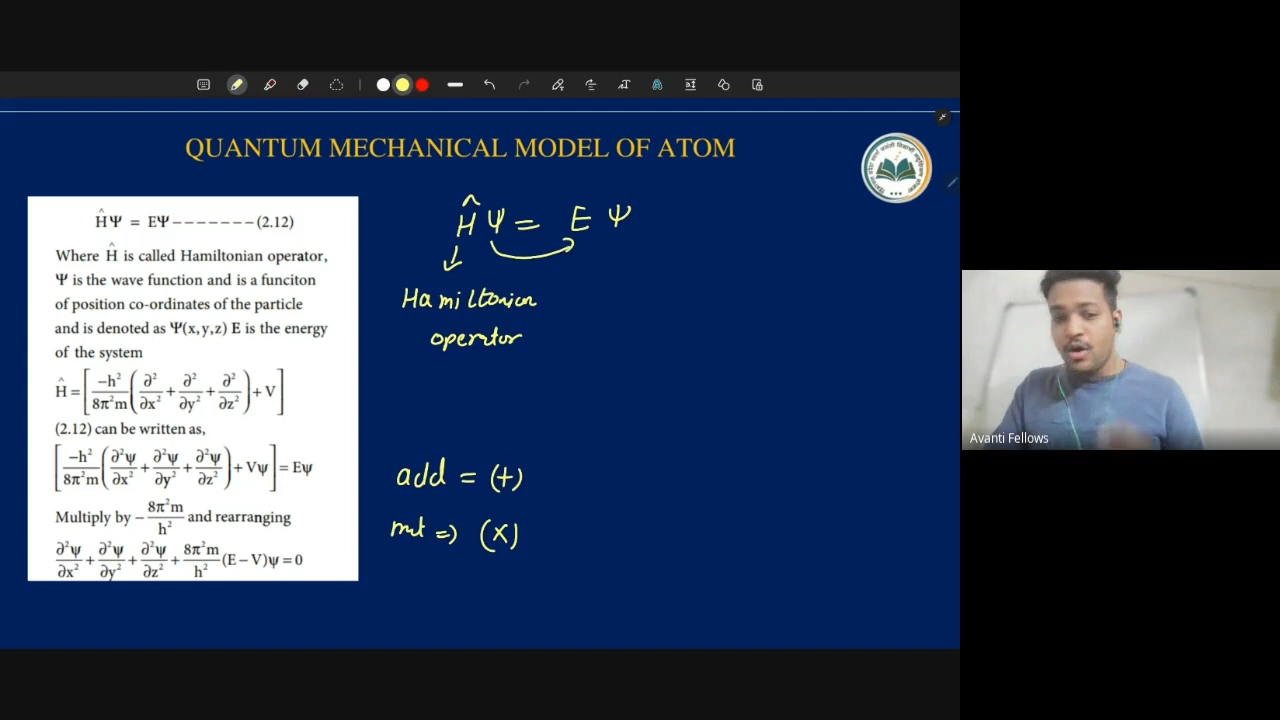 QUANTUM MECHANICAL MODEL OF ATOM
ĤΨ = EΨ-------(2.12)
Where Ĥ is called Hamiltonian operator,
Ψ is the wave function and is a funciton
of position co-ordinates of the particle
and is denoted as Ψ(x,y,z) E is the energy
of the system
Ĥ=[-h²/8π²m(∂²/∂x²+∂²/∂y²+∂²/∂z²)+V]
(2.12) can be written as,
[-h²/8π²m(∂²ψ/∂x²+∂²ψ/∂y²+∂²ψ/∂z²)+Vψ]=Eψ
Multiply by -8π²m/h² and rearranging
∂²ψ/∂x²+∂²ψ/∂y²+∂²ψ/∂z²+8π²m/h²(E-V)ψ=0
ĤΨ = EΨ
Hamiltonian
operator
add = (+)
mt ⇒ (x)
Avanti Fellows